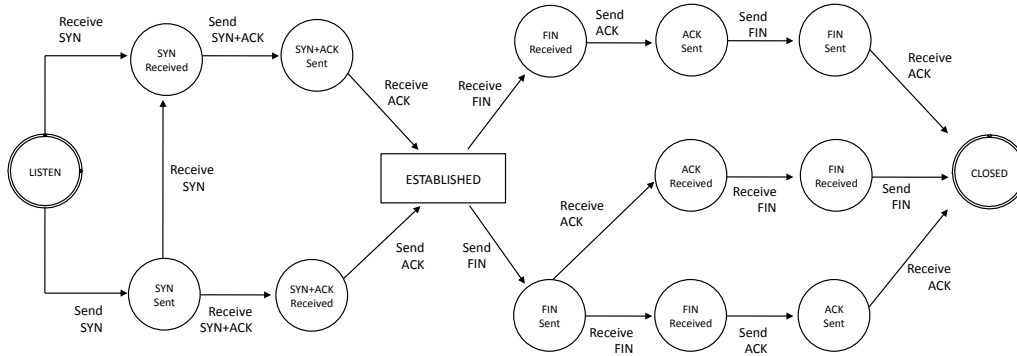 Receive
SYN
SYN
Received
Send
SYN+ACK
SYN+ACK
Sent
Receive
ACK
Receive
FIN
FIN
Received
Send
ACK
ACK
Sent
Send
FIN
FIN
Sent
Receive
ACK
LISTEN
Receive
SYN
ESTABLISHED
Receive
ACK
ACK
Received
Receive
FIN
FIN
Received
Send
FIN
CLOSED
Send
SYN
SYN
Sent
Receive
SYN+ACK
SYN+ACK
Received
Send
ACK
Send
FIN
FIN
Sent
Receive
FIN
FIN
Received
Send
ACK
ACK
Sent
Receive
ACK